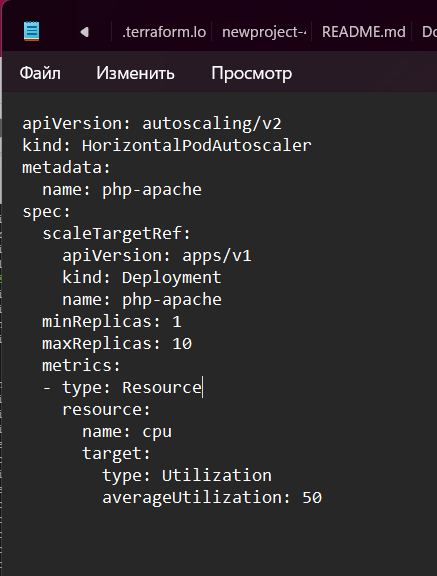 .terraform.lo newproject-4 README.md Do
Файл Изменить Просмотр
apiVersion: autoscaling/v2
kind: HorizontalPodAutoscaler
metadata:
  name: php-apache
spec:
  scaleTargetRef:
    apiVersion: apps/v1
    kind: Deployment
    name: php-apache
  minReplicas: 1
  maxReplicas: 10
  metrics:
  - type: Resource
    resource:
      name: cpu
      target:
        type: Utilization
        averageUtilization: 50